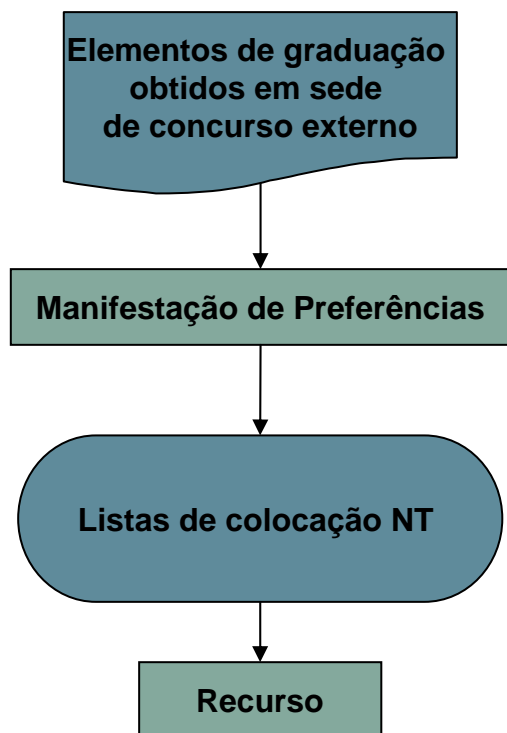 Elementos de graduação
obtidos em sede
de concurso externo
Manifestação de Preferências
Listas de colocação NT
Recurso